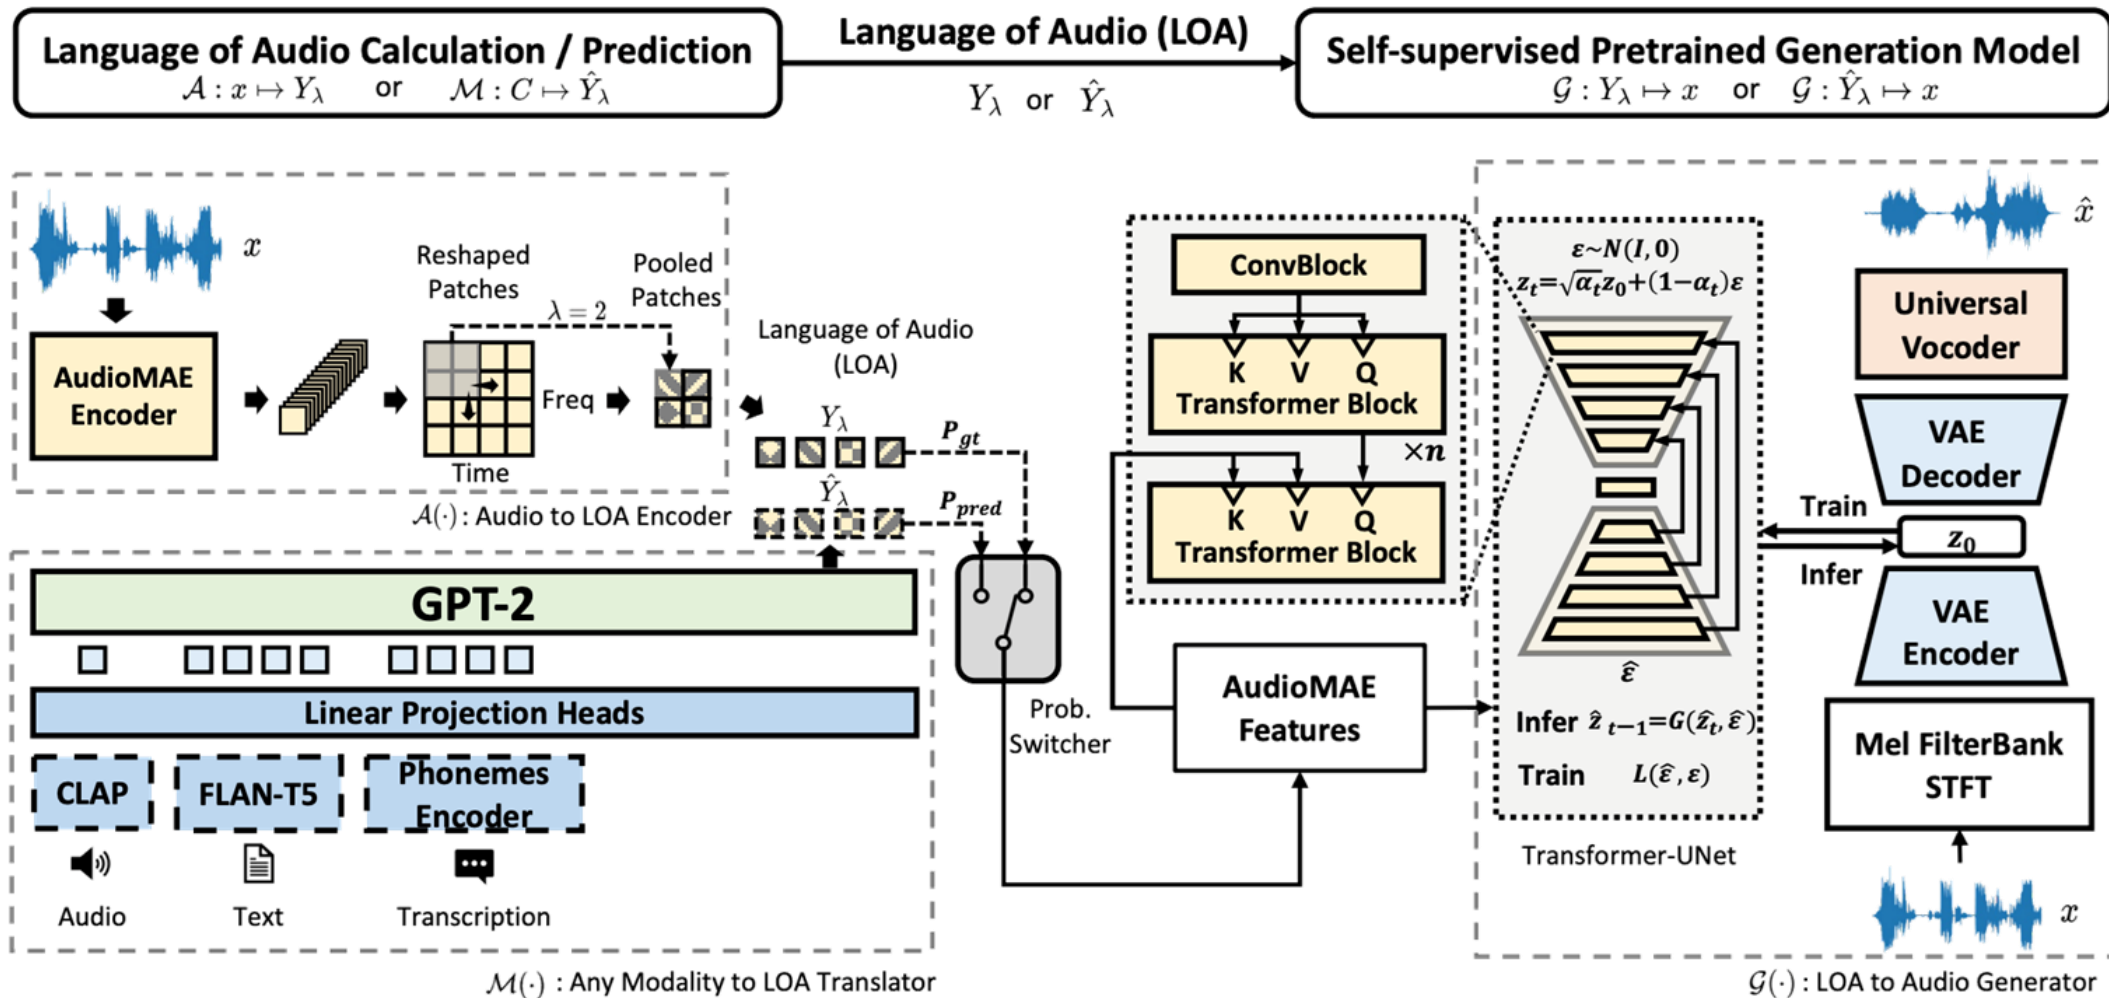 Language of Audio Calculation / Prediction
𝒜 : x ↦ Y_λ or ℳ : C ↦ Ŷ_λ
Language of Audio (LOA)
Y_λ or Ŷ_λ
Self-supervised Pretrained Generation Model
𝒢 : Y_λ ↦ x or 𝒢 : Ŷ_λ ↦ x
x
AudioMAE
Encoder
Reshaped
Patches
λ = 2
Pooled
Patches
Freq
Time
𝒜(·) : Audio to LOA Encoder
Language of Audio
(LOA)
Y_λ
P_gt
Ŷ_λ
P_pred
GPT-2
Linear Projection Heads
CLAP
FLAN-T5
Phonemes
Encoder
Audio
Text
Transcription
ℳ(·) : Any Modality to LOA Translator
Prob.
Switcher
ConvBlock
K V Q
Transformer Block
×n
K V Q
Transformer Block
AudioMAE
Features
ε~N(I, 0)
z_t=√α_t z_0+(1−α_t)ε
ε̂
Infer ẑ_{t−1}=G(ẑ_t, ε̂)
Train L(ε̂, ε)
Transformer-UNet
Train
Infer
x̂
Universal
Vocoder
VAE
Decoder
z_0
VAE
Encoder
Mel FilterBank
STFT
x
𝒢(·) : LOA to Audio Generator